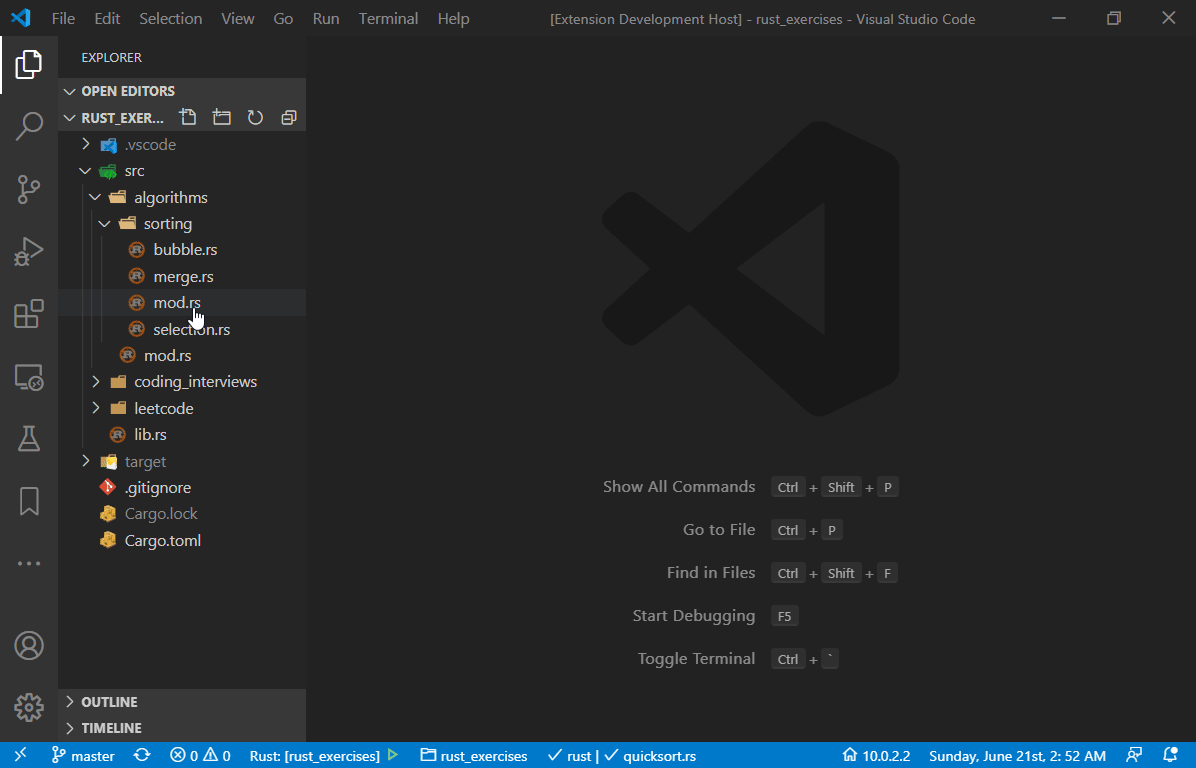 File Edit Selection View Go Run Terminal Help [Extension Development Host] - rust_exercises - Visual Studio Code
EXPLORER
OPEN EDITORS
RUST_EXER...
.vscode
src
algorithms
sorting
bubble.rs
merge.rs
mod.rs
selection.rs
mod.rs
coding_interviews
leetcode
lib.rs
target
.gitignore
Cargo.lock
Cargo.toml
OUTLINE
TIMELINE
Show All Commands Ctrl + Shift + P
Go to File Ctrl + P
Find in Files Ctrl + Shift + F
Start Debugging F5
Toggle Terminal Ctrl + `
master 0 0 Rust: [rust_exercises] rust_exercises rust | quicksort.rs 10.0.2.2 Sunday, June 21st, 2: 52 AM